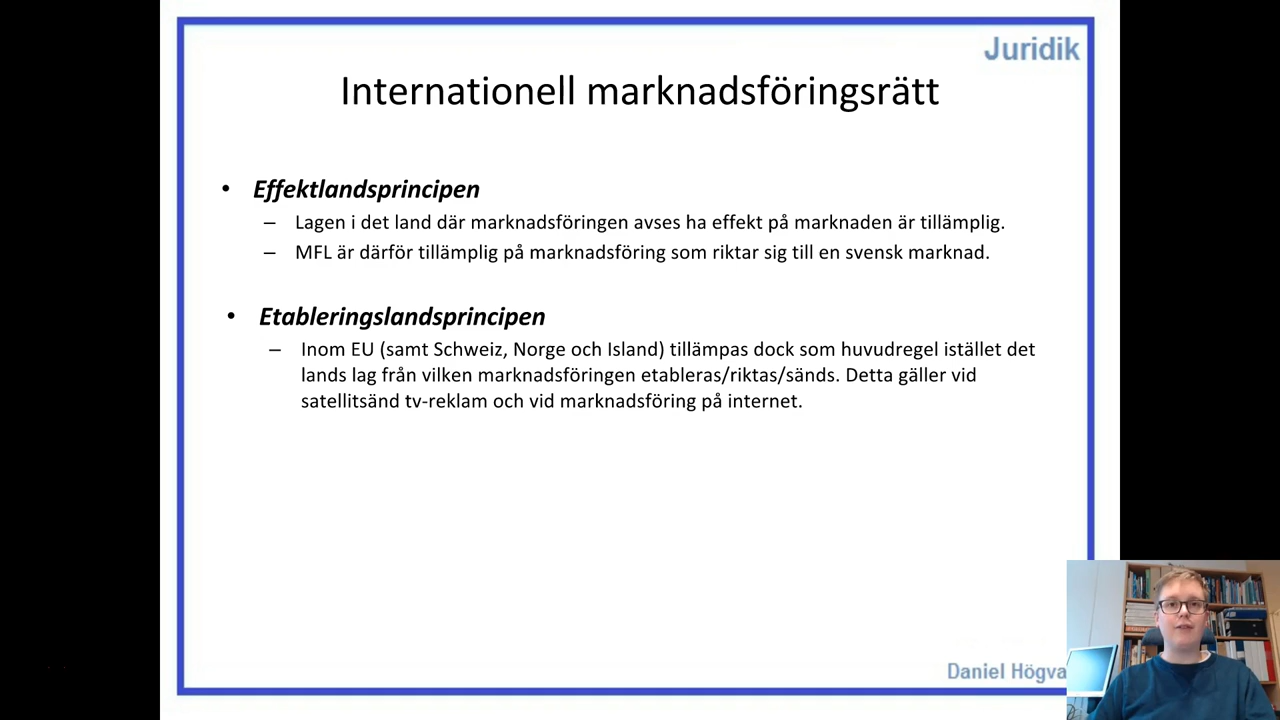 Juridik
Internationell marknadsföringsrätt
• Effektlandsprincipen
– Lagen i det land där marknadsföringen avses ha effekt på marknaden är tillämplig.
– MFL är därför tillämplig på marknadsföring som riktar sig till en svensk marknad.
• Etableringslandsprincipen
– Inom EU (samt Schweiz, Norge och Island) tillämpas dock som huvudregel istället det
lands lag från vilken marknadsföringen etableras/riktas/sänds. Detta gäller vid
satellitsänd tv-reklam och vid marknadsföring på internet.
Daniel Högva